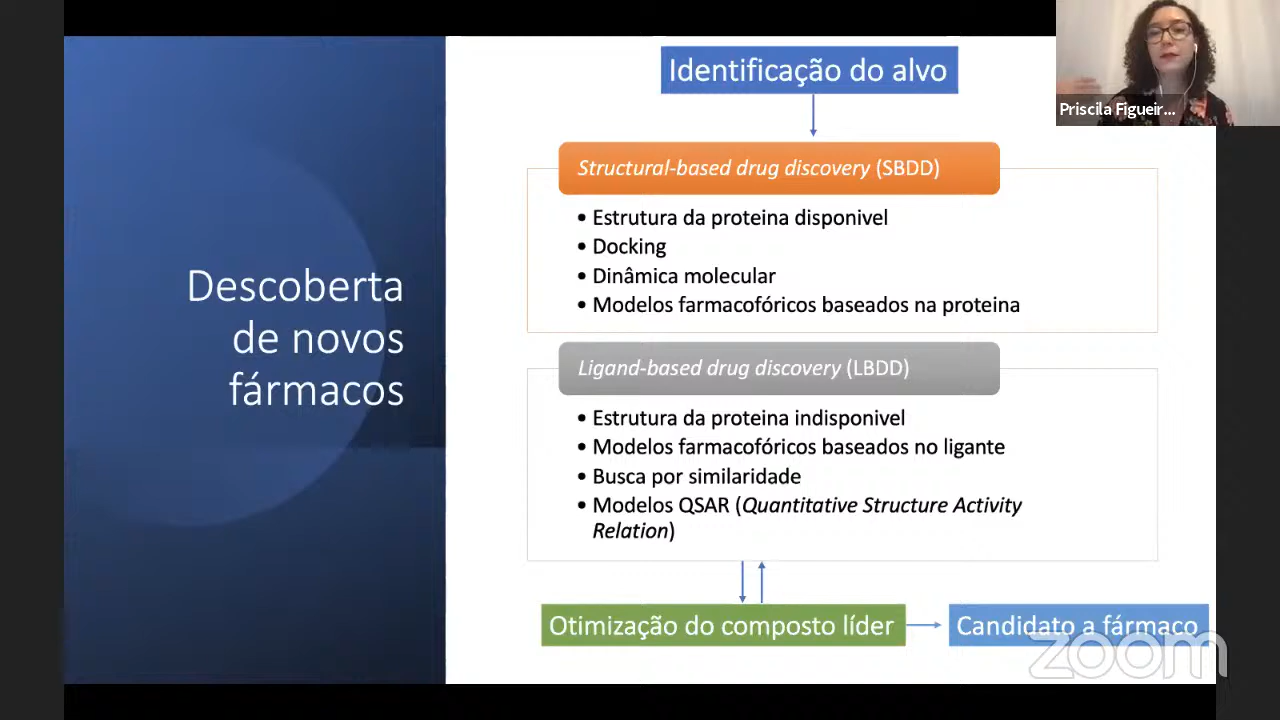 Identificação do alvo
Priscila Figueir...
Structural-based drug discovery (SBDD)
• Estrutura da proteina disponivel
• Docking
• Dinâmica molecular
• Modelos farmacofóricos baseados na proteina
Descoberta
de novos
fármacos
Ligand-based drug discovery (LBDD)
• Estrutura da proteina indisponivel
• Modelos farmacofóricos baseados no ligante
• Busca por similaridade
• Modelos QSAR (Quantitative Structure Activity
Relation)
Otimização do composto líder
Candidato a fármaco
zoom